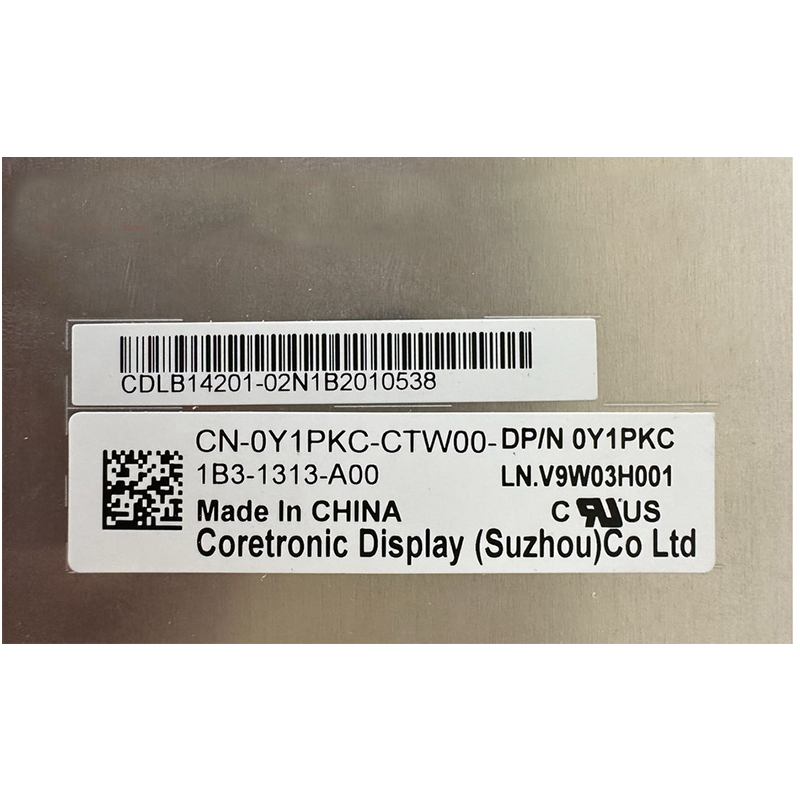 CDLB14201-02N1B2010538
CN-0Y1PKC-CTW00-DP/N 0Y1PKC
1B3-1313-A00 LN.V9W03H001
Made In CHINA C UR US
Coretronic Display (Suzhou)Co Ltd